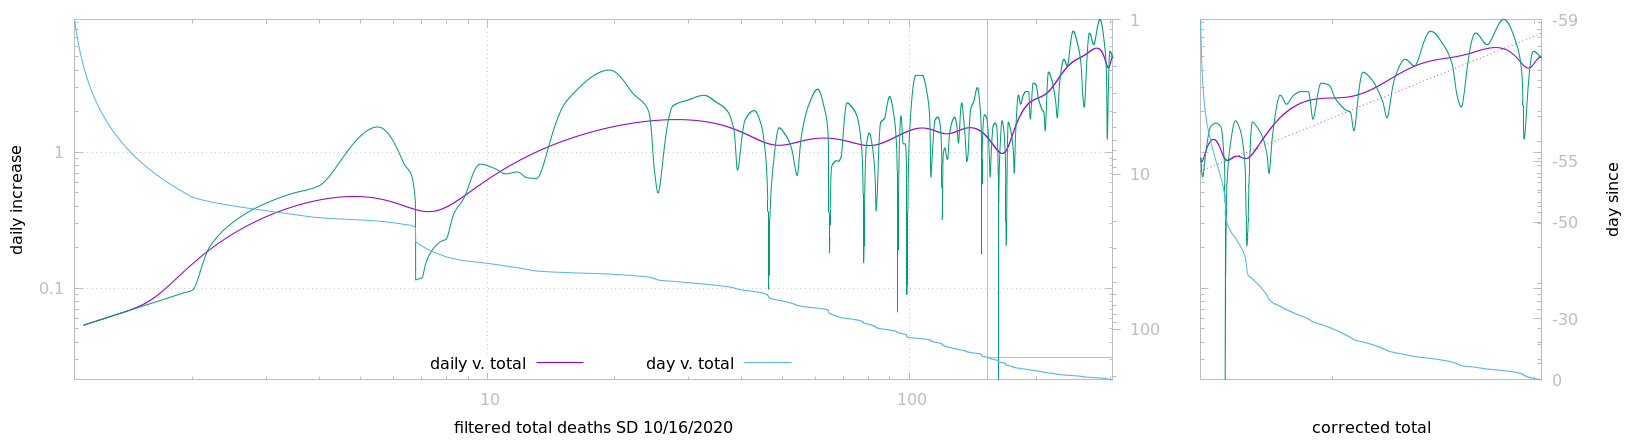 1
-59
daily increase
1
10
-55
-50
day since
0.1
100
-30
daily v. total
day v. total
0
10
100
filtered total deaths SD 10/16/2020
corrected total